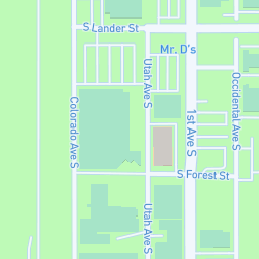 S Lander St
Mr. D's
Utah Ave S
Occidental Ave S
Colorado Ave S
1st Ave S
S Forest St
Utah Ave S